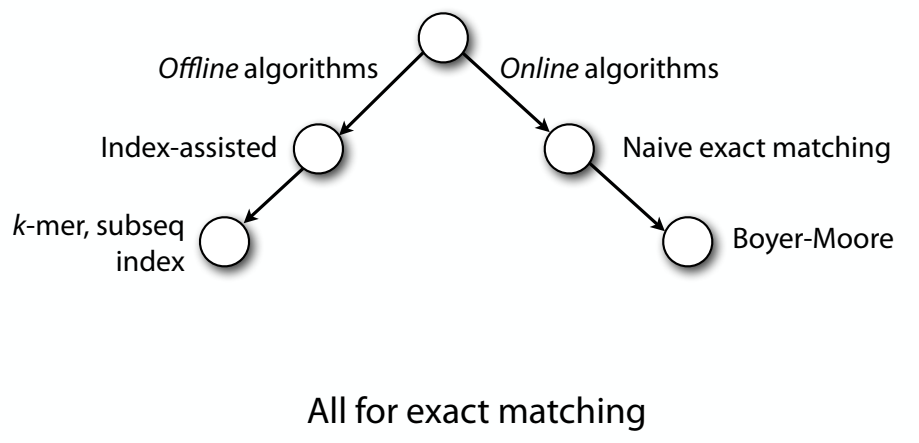 Offline algorithms
Online algorithms
Index-assisted
Naive exact matching
k-mer, subseq
index
Boyer-Moore
All for exact matching